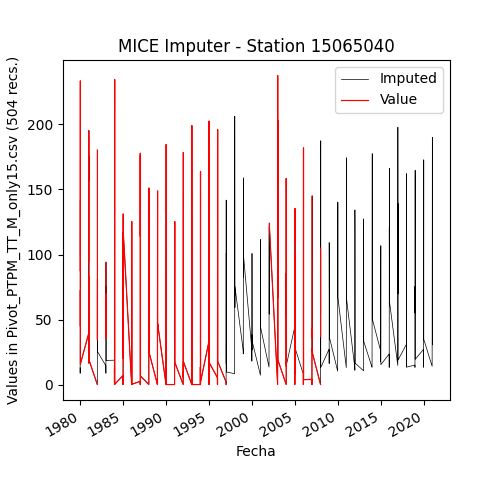 MICE Imputer - Station 15065040
Values in Pivot_PTPM_TT_M_only15.csv (504 recs.)
Imputed
Value
200
150
100
50
0
1980
1985
1990
1995
2000
2005
2010
2015
2020
Fecha